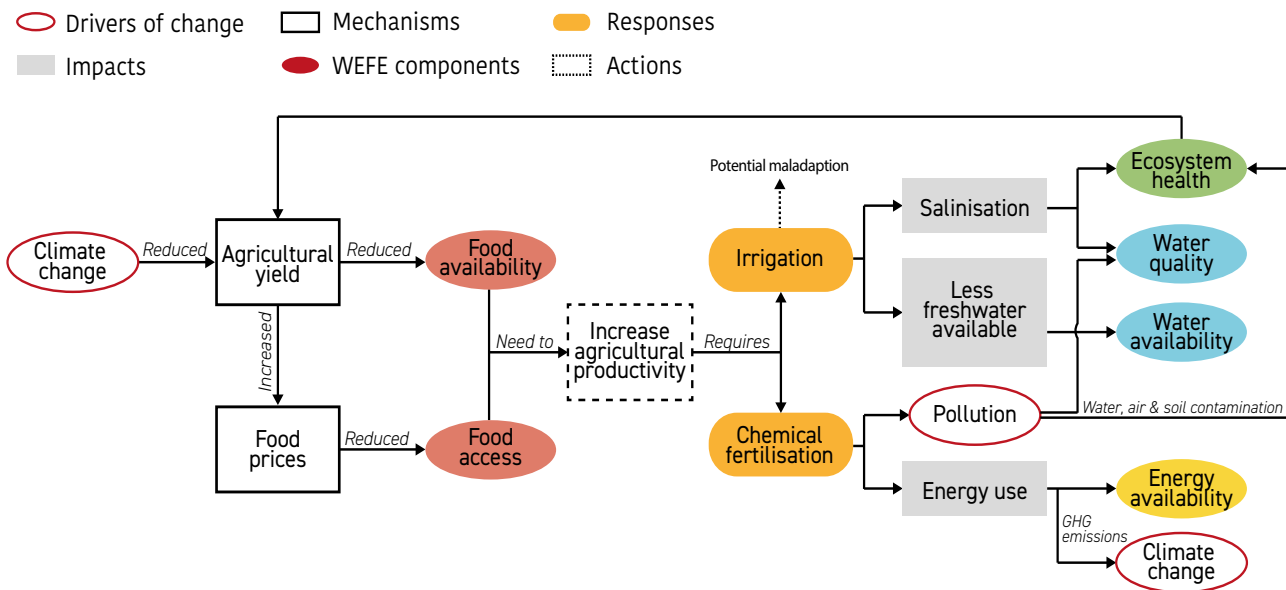 Drivers of change
Mechanisms
Responses
Impacts
WEFE components
Actions
Climate
change
Reduced
Agricultural
yield
Reduced
Food
availability
Increased
Food
prices
Reduced
Food
access
Need to
Increase
agricultural
productivity
Requires
Potential maladaption
Irrigation
Chemical
fertilisation
Salinisation
Less
freshwater
available
Pollution
Energy use
Ecosystem
health
Water
quality
Water
availability
Water, air & soil contamination
Energy
availability
GHG
emissions
Climate
change